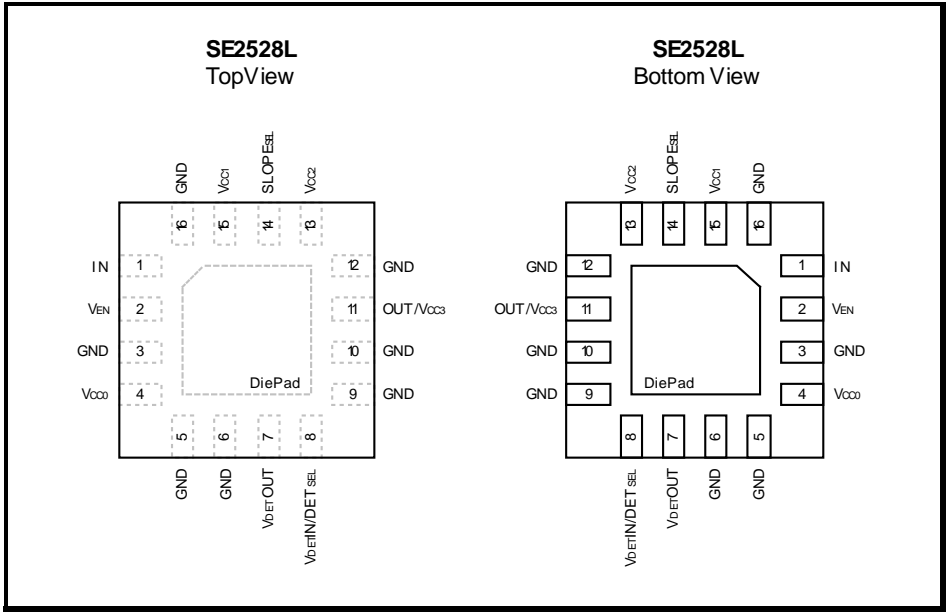 SE2528L
TopView
GND
VCC1
SLOPESEL
VCC2
16
15
14
13
IN 1
12 GND
VEN 2
11 OUT/VCC3
GND 3
10 GND
VCC0 4
9 GND
DiePad
5
6
7
8
GND
GND
VDETOUT
VDETIN/DETSEL
SE2528L
Bottom View
VCC2
SLOPESEL
VCC1
GND
13
14
15
16
GND 12
1 IN
OUT/VCC3 11
2 VEN
GND 10
3 GND
GND 9
4 VCC0
DiePad
8
7
6
5
VDETIN/DETSEL
VDETOUT
GND
GND